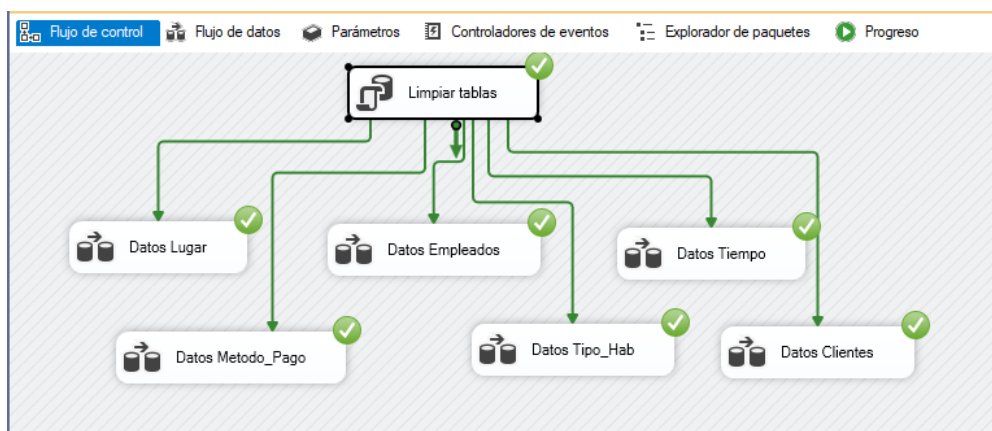 Flujo de control Flujo de datos Parámetros Controladores de eventos Explorador de paquetes Progreso
Limpiar tablas
Datos Lugar
Datos Empleados
Datos Tiempo
Datos Metodo_Pago
Datos Tipo_Hab
Datos Clientes